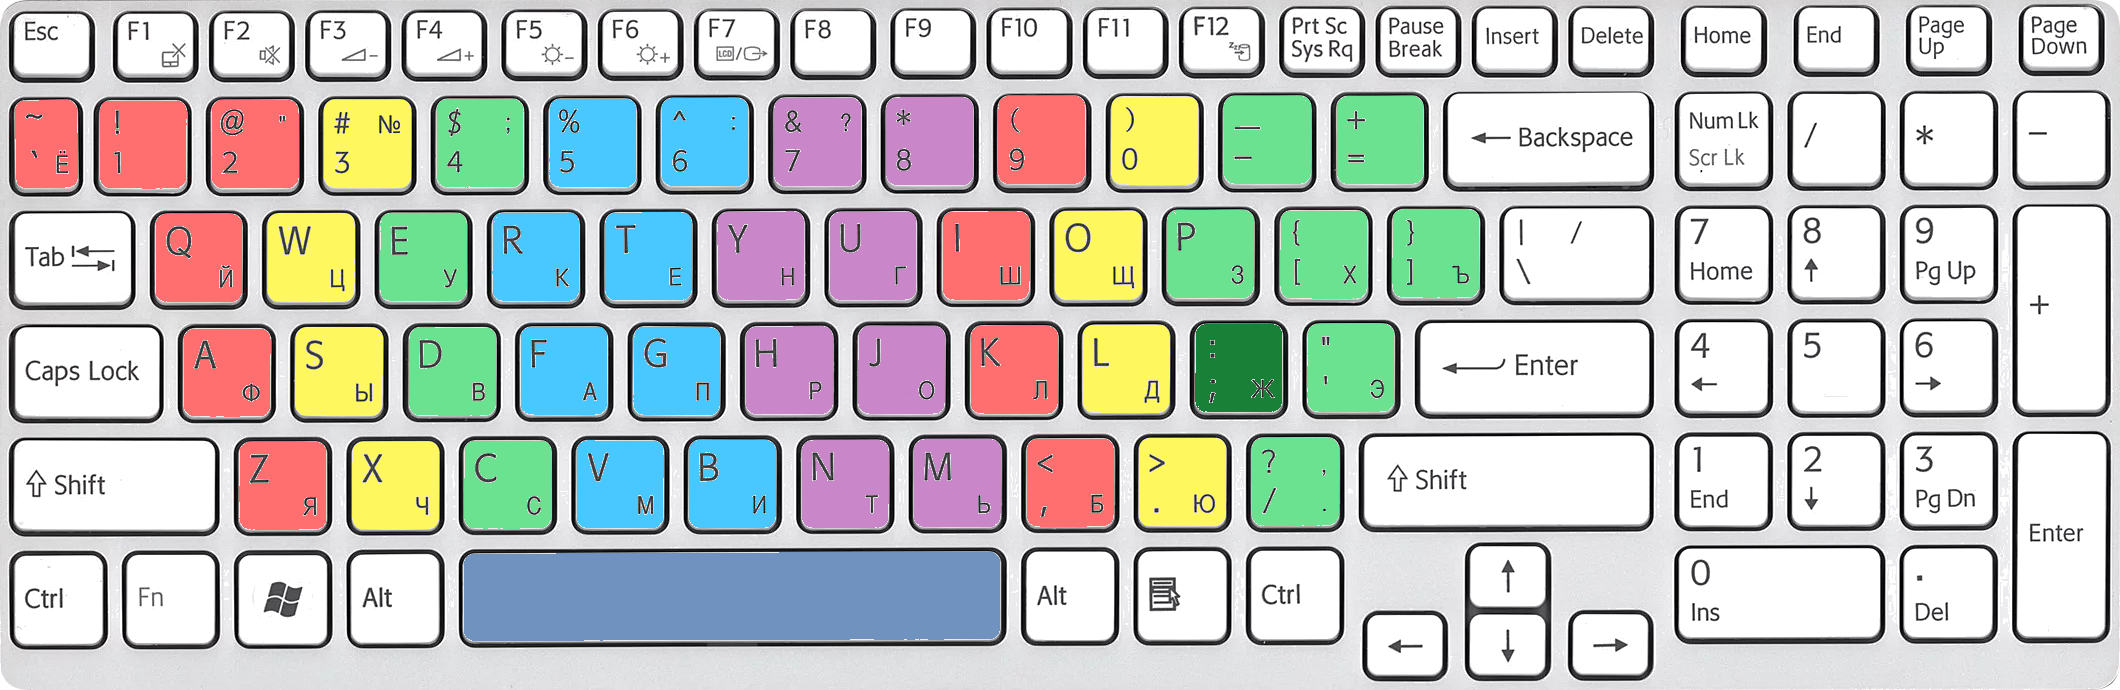 Esc F1 F2 F3 F4 F5 F6 F7 F8 F9 F10 F11 F12 Prt Sc Pause Insert Delete Home End Page Page
Sys Rq Break Up Down
LCD
zz
~ ! @ " # № $ ; % ^ : & ? * ( ) _ + ← Backspace Num Lk / * −
` Ё 1 2 3 4 5 6 7 8 9 0 - = Scr Lk
Tab Q W E R T Y U I O P { } | / 7 8 9 +
Й Ц У К Е Н Г Ш Щ З [ Х ] Ъ \ Home ↑ Pg Up
Caps Lock A S D F G H J K L : " Enter 4 5 6
Ф Ы В А П Р О Л Д ; Ж ' Э ← →
Shift Z X C V B N M < > ? , Shift 1 2 3 Enter
Я Ч С М И Т Ь , Б . Ю / . End ↓ Pg Dn
Ctrl Fn Alt Alt Ctrl ↑ 0 .
← ↓ → Ins Del